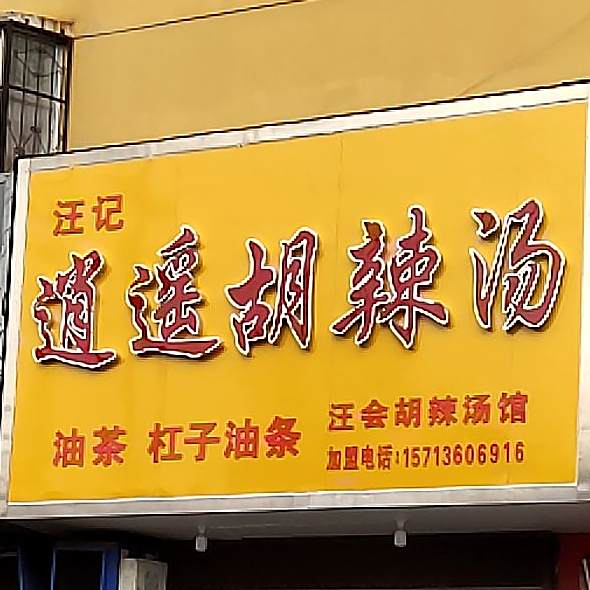 汪记
逍遥胡辣汤
油茶 杠子油条
汪会胡辣汤馆
加盟电话:15713606916